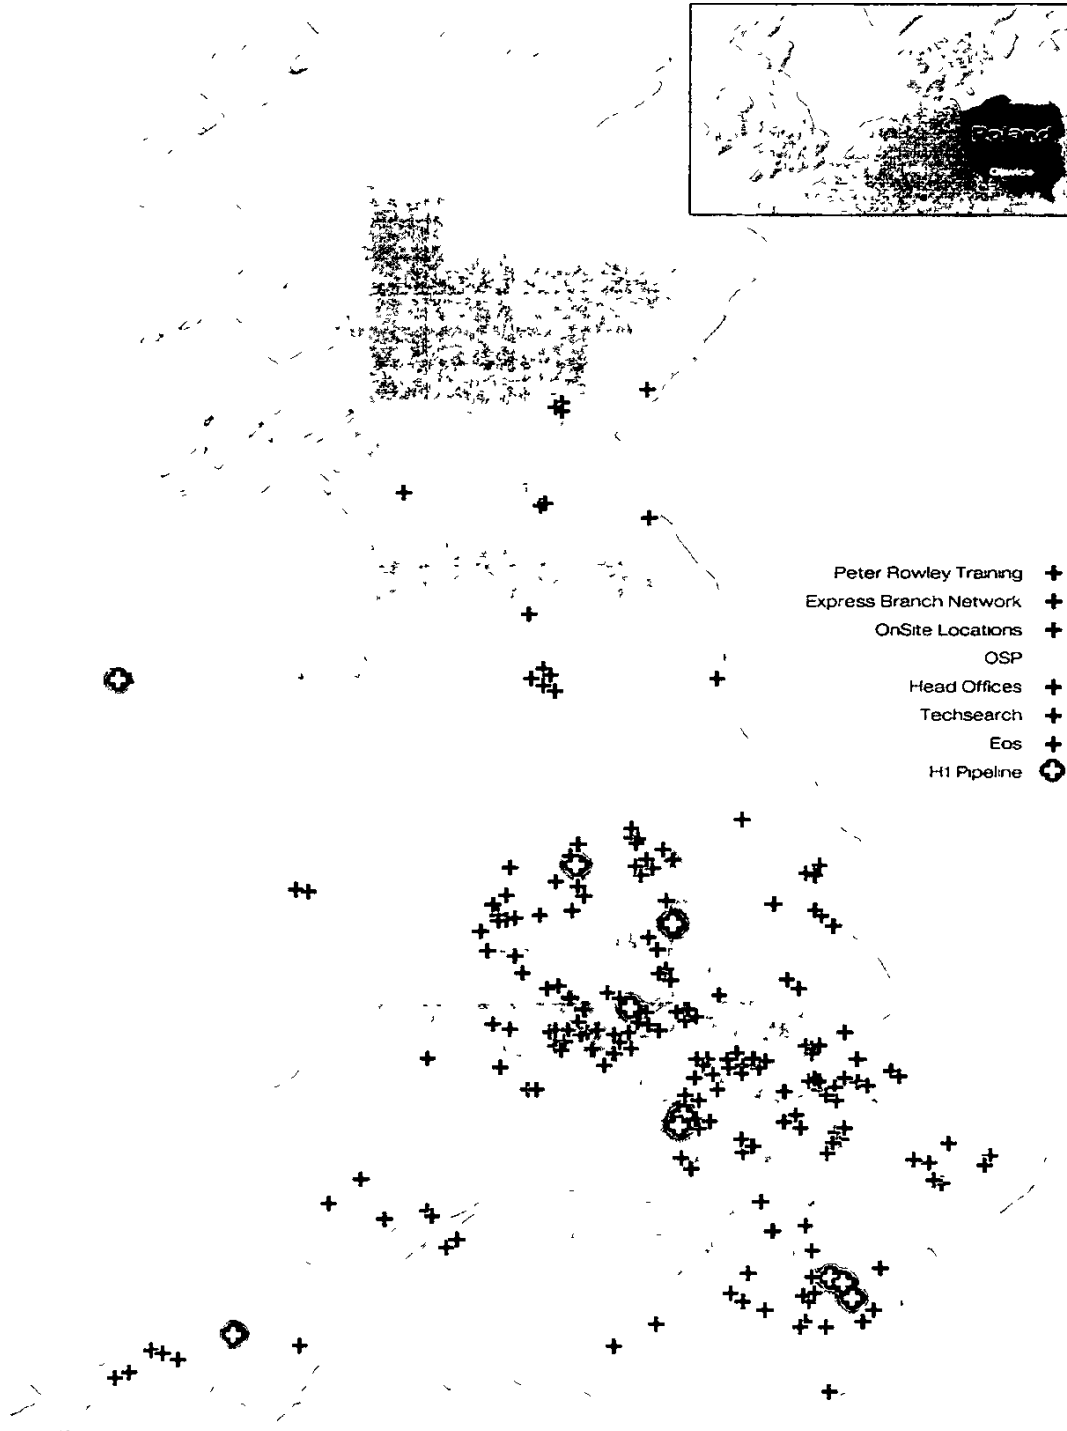 Poland
Peter Rowley Training
Express Branch Network
OnSite Locations
OSP
Head Offices
Techsearch
Eos
H1 Pipeline